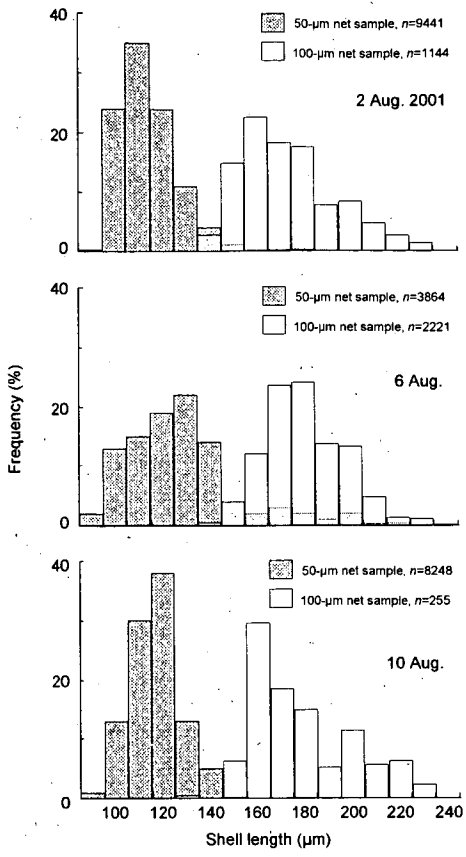 40
20
0
50-µm net sample, n=9441
100-µm net sample, n=1144
2 Aug. 2001
40
20
0
50-µm net sample, n=3864
100-µm net sample, n=2221
6 Aug.
Frequency (%)
40
20
0
50-µm net sample, n=8248
100-µm net sample, n=255
10 Aug.
100 120 140 160 180 200 220 240
Shell length (µm)